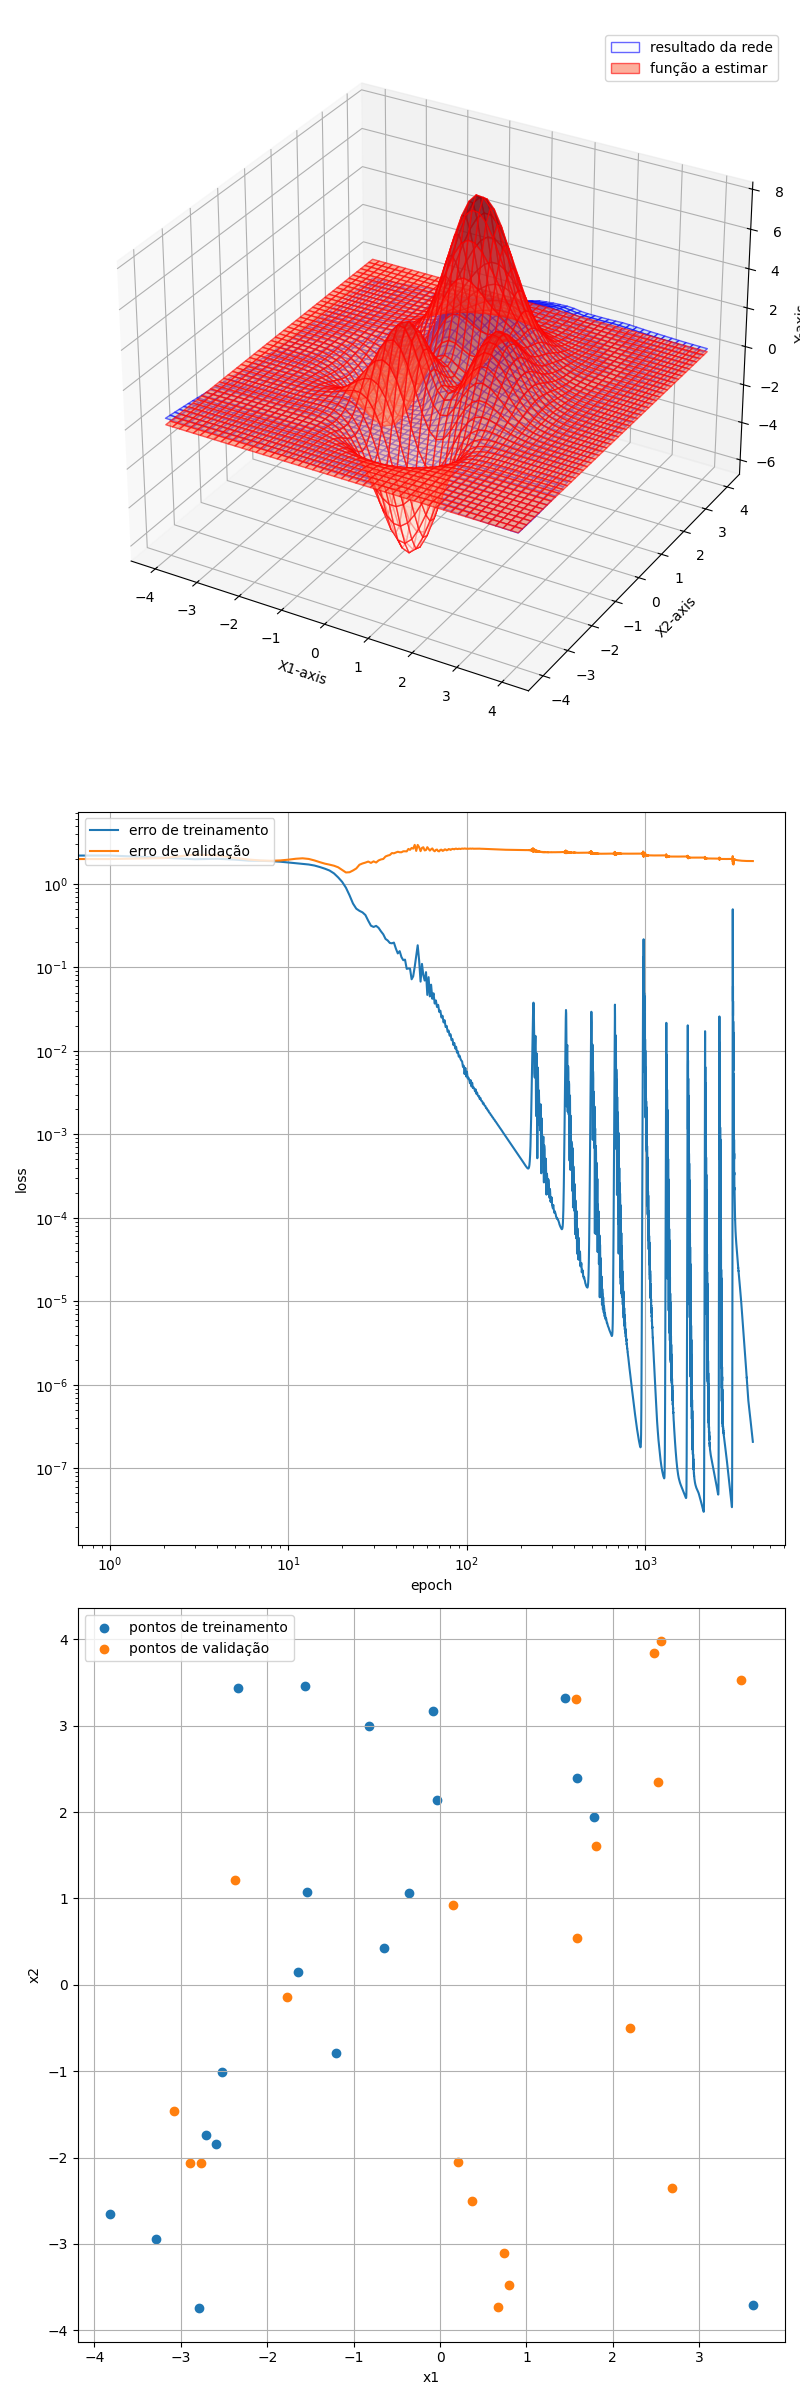 resultado da rede
função a estimar
8
6
4
2
0
−2
−4
−6
Y-axis
−4
−3
−2
−1
0
1
2
3
4
X1-axis
−4
−3
−2
−1
0
1
2
3
4
X2-axis
erro de treinamento
erro de validação
10^0
10^−1
10^−2
10^−3
10^−4
10^−5
10^−6
10^−7
loss
10^0 10^1 10^2 10^3
epoch
pontos de treinamento
pontos de validação
4
3
2
1
0
−1
−2
−3
−4
x2
−4 −3 −2 −1 0 1 2 3
x1